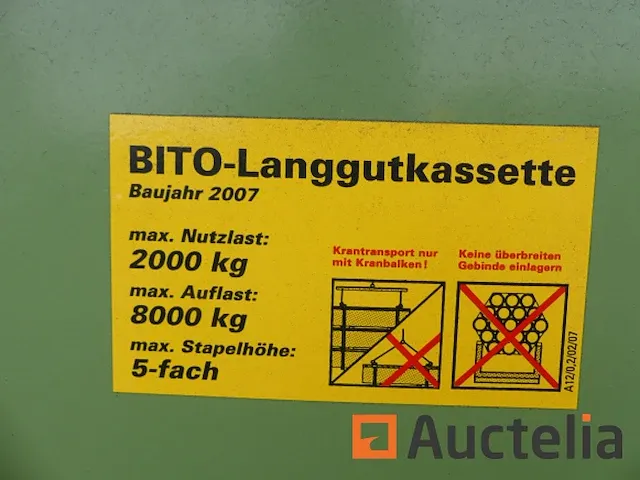 BITO-Langgutkassette
Baujahr 2007
max. Nutzlast:
2000 kg
max. Auflast:
8000 kg
max. Stapelhöhe:
5-fach
Krantransport nur
mit Kranbalken!
Keine überbreiten
Gebinde einlagern
A12/0,2/02/07
Auctelia